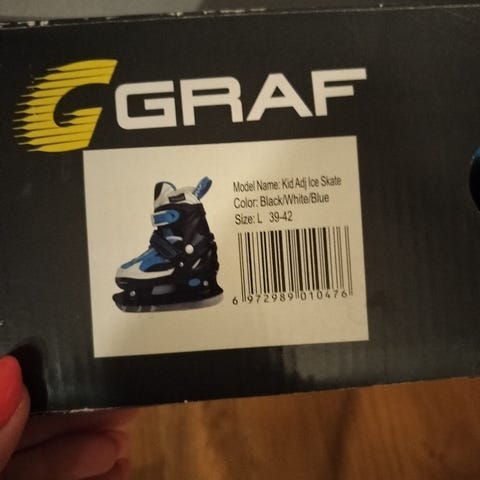 GRAF
Model Name: Kid Adj Ice Skate
Color: Black/White/Blue
Size: L 39-42
6 972989 010476